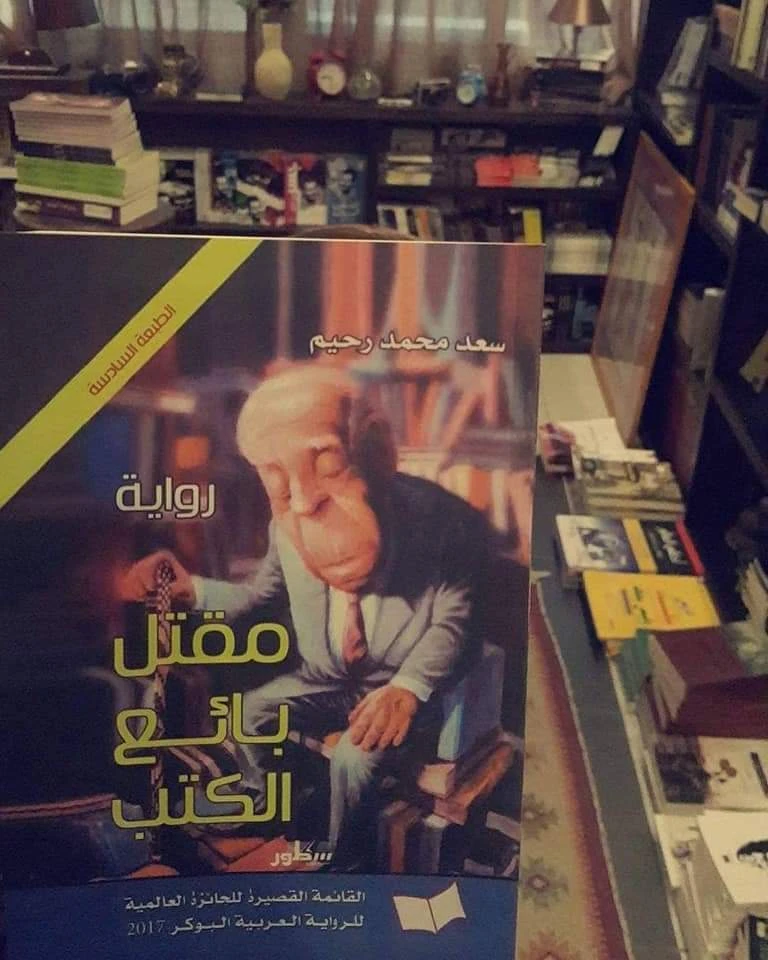 الطبعة السادسة
سعد محمد رحيم
رواية
مقتل
بائع
الكتب
سطور
القائمة القصيرة للجائزة العالمية
للرواية العربية البوكر 2017